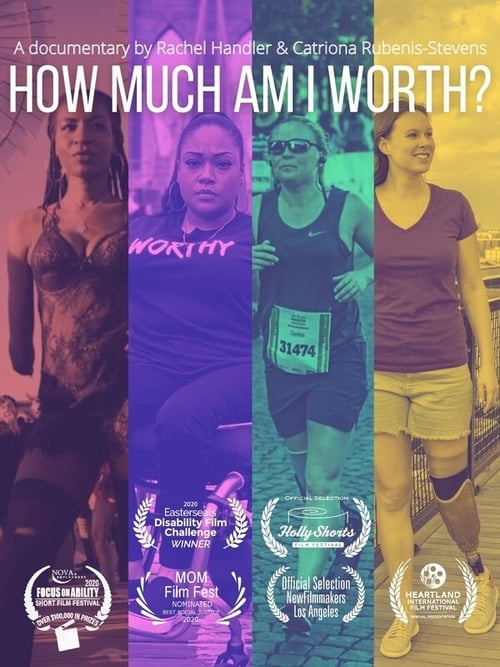 A documentary by Rachel Handler & Catriona Rubenis-Stevens
HOW MUCH AM I WORTH?
WORTHY
31474
2020
Easterseals
Disability Film
Challenge
WINNER
OFFICIAL SELECTION
HollyShorts
FILM FESTIVAL
NOVA
EMPLOYMENT
2020
FOCUS ON ABILITY
SHORT FILM FESTIVAL
OVER $100,000 IN PRIZES
MOM
Film Fest
NOMINATED
BEST SOCIAL JUSTICE
2020
Official Selection
NewFilmmakers
Los Angeles
HEARTLAND
INTERNATIONAL
FILM FESTIVAL
SPECIAL PRESENTATION